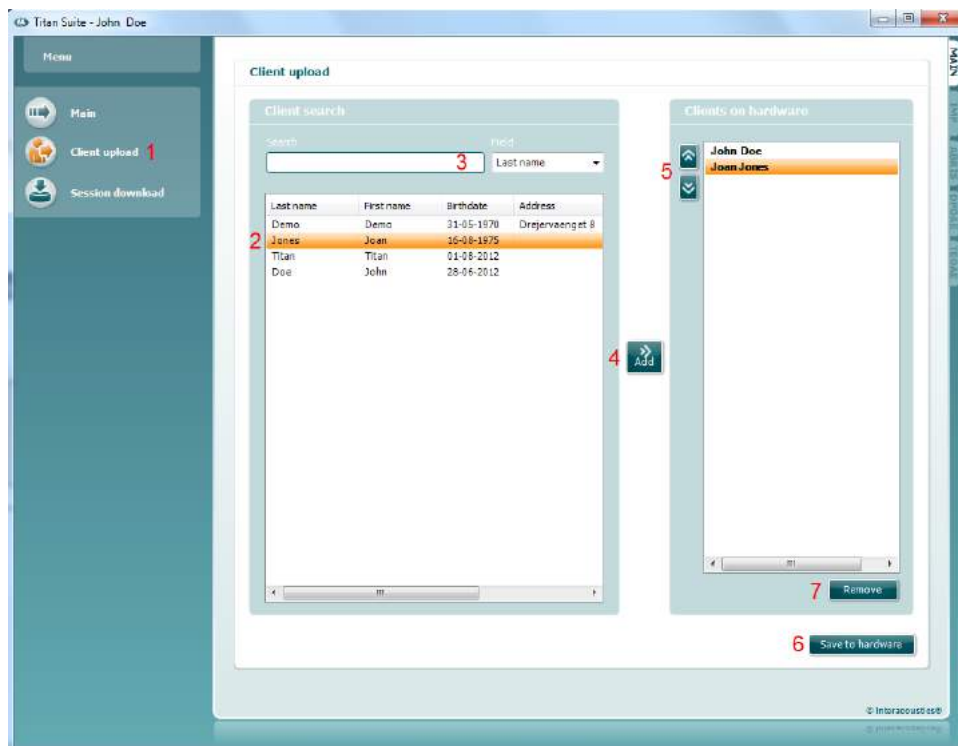 Titan Suite - John Doe
Menu
Main
Client upload 1
Session download
Client upload
Client search
Search
Field
3 Last name
Last name First name Birthdate Address
Demo Demo 31-05-1970 Drejervaenget 8
2 Jones Joan 16-08-1975
Titan Titan 01-08-2012
Doe John 28-06-2012
4 Add
Clients on hardware
5
John Doe
Joan Jones
7 Remove
6 Save to hardware
© Interacoustics®
MAIN
IMP